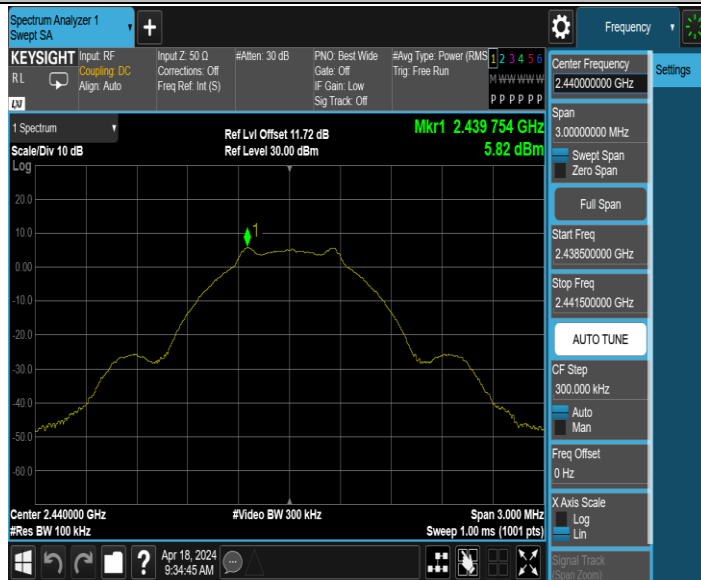 Spectrum Analyzer 1
Swept SA
+
Frequency
KEYSIGHT
RL
LXI
Input: RF
Coupling: DC
Align: Auto
Input Z: 50 Ω
Corrections: Off
Freq Ref: Int (S)
#Atten: 30 dB
PNO: Best Wide
Gate: Off
IF Gain: Low
Sig Track: Off
#Avg Type: Power (RMS
Trig: Free Run
1 2 3 4 5 6
M W W W W W
P P P P P P
1 Spectrum
Scale/Div 10 dB
Log
Ref Lvl Offset 11.72 dB
Ref Level 30.00 dBm
Mkr1 2.439 754 GHz
5.82 dBm
1
20.0
10.0
0.00
-10.0
-20.0
-30.0
-40.0
-50.0
-60.0
Center 2.440000 GHz
#Res BW 100 kHz
#Video BW 300 kHz
Span 3.000 MHz
Sweep 1.00 ms (1001 pts)
?
Apr 18, 2024
9:34:45 AM
Settings
Center Frequency
2.440000000 GHz
Span
3.00000000 MHz
Swept Span
Zero Span
Full Span
Start Freq
2.438500000 GHz
Stop Freq
2.441500000 GHz
AUTO TUNE
CF Step
300.000 kHz
Auto
Man
Freq Offset
0 Hz
X Axis Scale
Log
Lin
Signal Track
(Span Zoom)